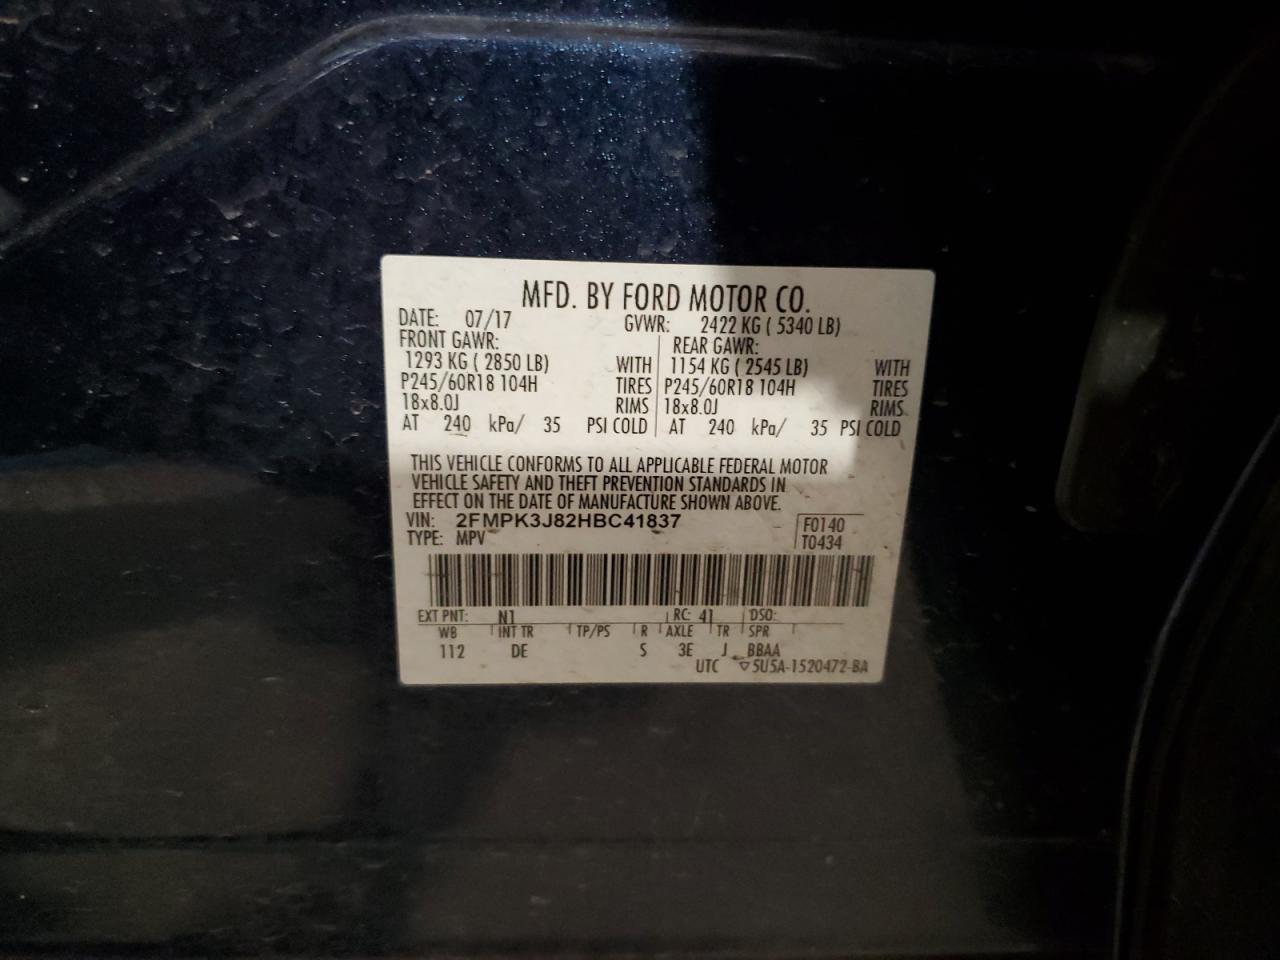 MFD. BY FORD MOTOR CO.
DATE: 07/17 GVWR: 2422 KG ( 5340 LB)
FRONT GAWR: REAR GAWR:
1293 KG ( 2850 LB) WITH 1154 KG ( 2545 LB) WITH
P245/60R18 104H TIRES P245/60R18 104H TIRES
18x8.0J RIMS 18x8.0J RIMS
AT 240 kPa/ 35 PSI COLD AT 240 kPa/ 35 PSI COLD
THIS VEHICLE CONFORMS TO ALL APPLICABLE FEDERAL MOTOR
VEHICLE SAFETY AND THEFT PREVENTION STANDARDS IN
EFFECT ON THE DATE OF MANUFACTURE SHOWN ABOVE.
VIN: 2FMPK3J82HBC41837 F0140
TYPE: MPV T0434
EXT PNT: N1 RC: 41 DSO:
WB INT TR TP/PS R AXLE TR SPR
112 DE S 3E J BBAA
UTC ▽5U5A-1520472-BA